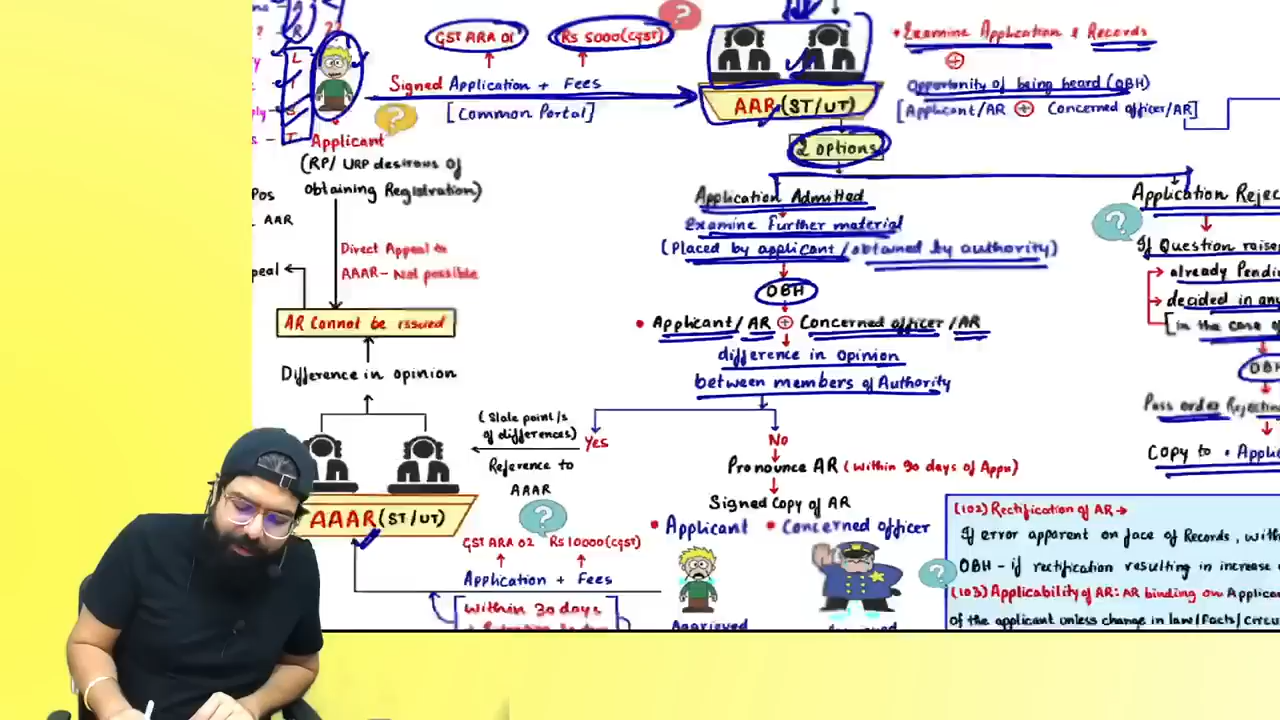 GST ARA 01
Rs 5000(CGST)
?
Signed Application + Fees
[Common Portal]
?
L
T
S
T
Applicant
(RP/ URP desirous of
obtaining Registration)
Pos
AAR
Direct Appeal to
AAAR- Not possible
peal
AR Cannot be issued
Difference in opinion
AAAR(ST/UT)
(State point/s
of differences)
Reference to
AAAR
?
GST ARA 02 Rs 10000(CGST)
Application + Fees
Within 30 days
AAR(ST/UT)
2 options
• Examine Application & Records
+
Opportunity of being heard (OBH)
[Applicant/AR + Concerned officer/AR]
Application Admitted
Examine Further material
(Placed by applicant/obtained by authority)
OBH
• Applicant/ AR + Concerned officer /AR
difference in opinion
between members of Authority
Yes
No
Pronounce AR (within 90 days of Appn)
Signed Copy of AR
• Applicant • Concerned officer
Aggrieved
Application Rejec
?
If Question raise
already Pendi
decided in any
[in the case of
OBH
Pass order Rejectin
Copy to • Applic
(102) Rectification of AR →
If error apparent on face of Records, with
?
OBH - if rectification resulting in increase
(103) Applicability of AR: AR binding on Applica
of the applicant unless change in law/Facts/circu